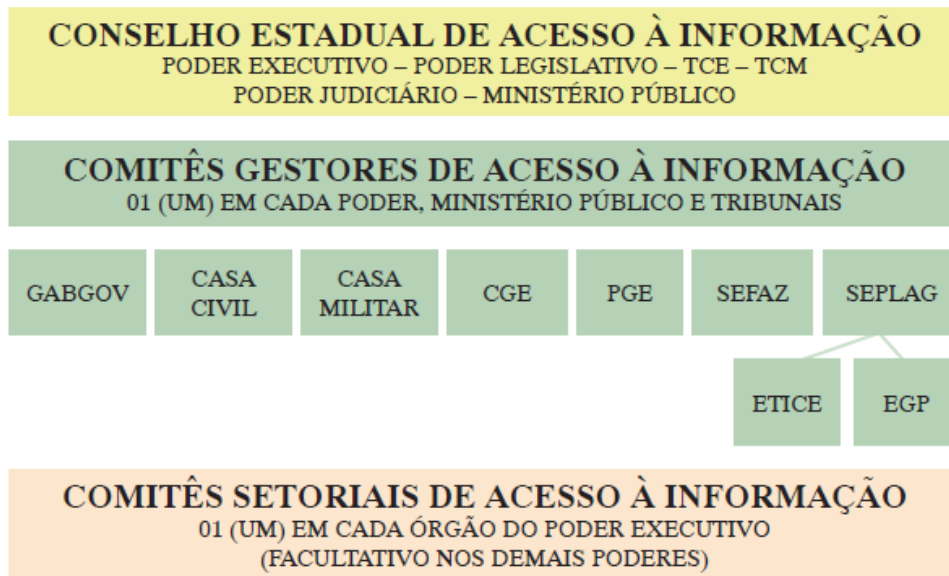 CONSELHO ESTADUAL DE ACESSO À INFORMAÇÃO
PODER EXECUTIVO – PODER LEGISLATIVO – TCE – TCM
PODER JUDICIÁRIO – MINISTÉRIO PÚBLICO
COMITÊS GESTORES DE ACESSO À INFORMAÇÃO
01 (UM) EM CADA PODER, MINISTÉRIO PÚBLICO E TRIBUNAIS
GABGOV
CASA
CIVIL
CASA
MILITAR
CGE
PGE
SEFAZ
SEPLAG
ETICE
EGP
COMITÊS SETORIAIS DE ACESSO À INFORMAÇÃO
01 (UM) EM CADA ÓRGÃO DO PODER EXECUTIVO
(FACULTATIVO NOS DEMAIS PODERES)